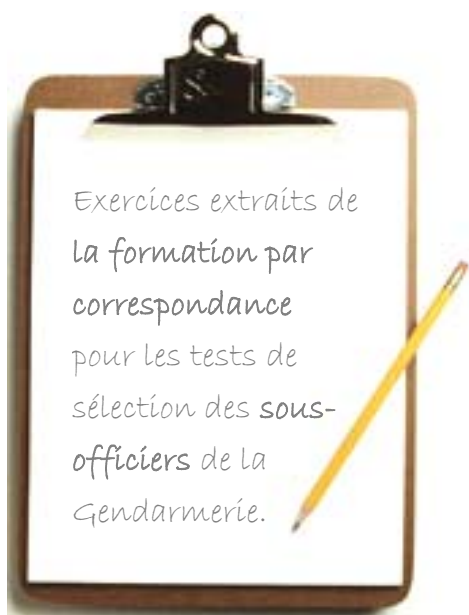 Exercices extraits de
la formation par
correspondance
pour les tests de
sélection des sous-
officiers de la
Gendarmerie.